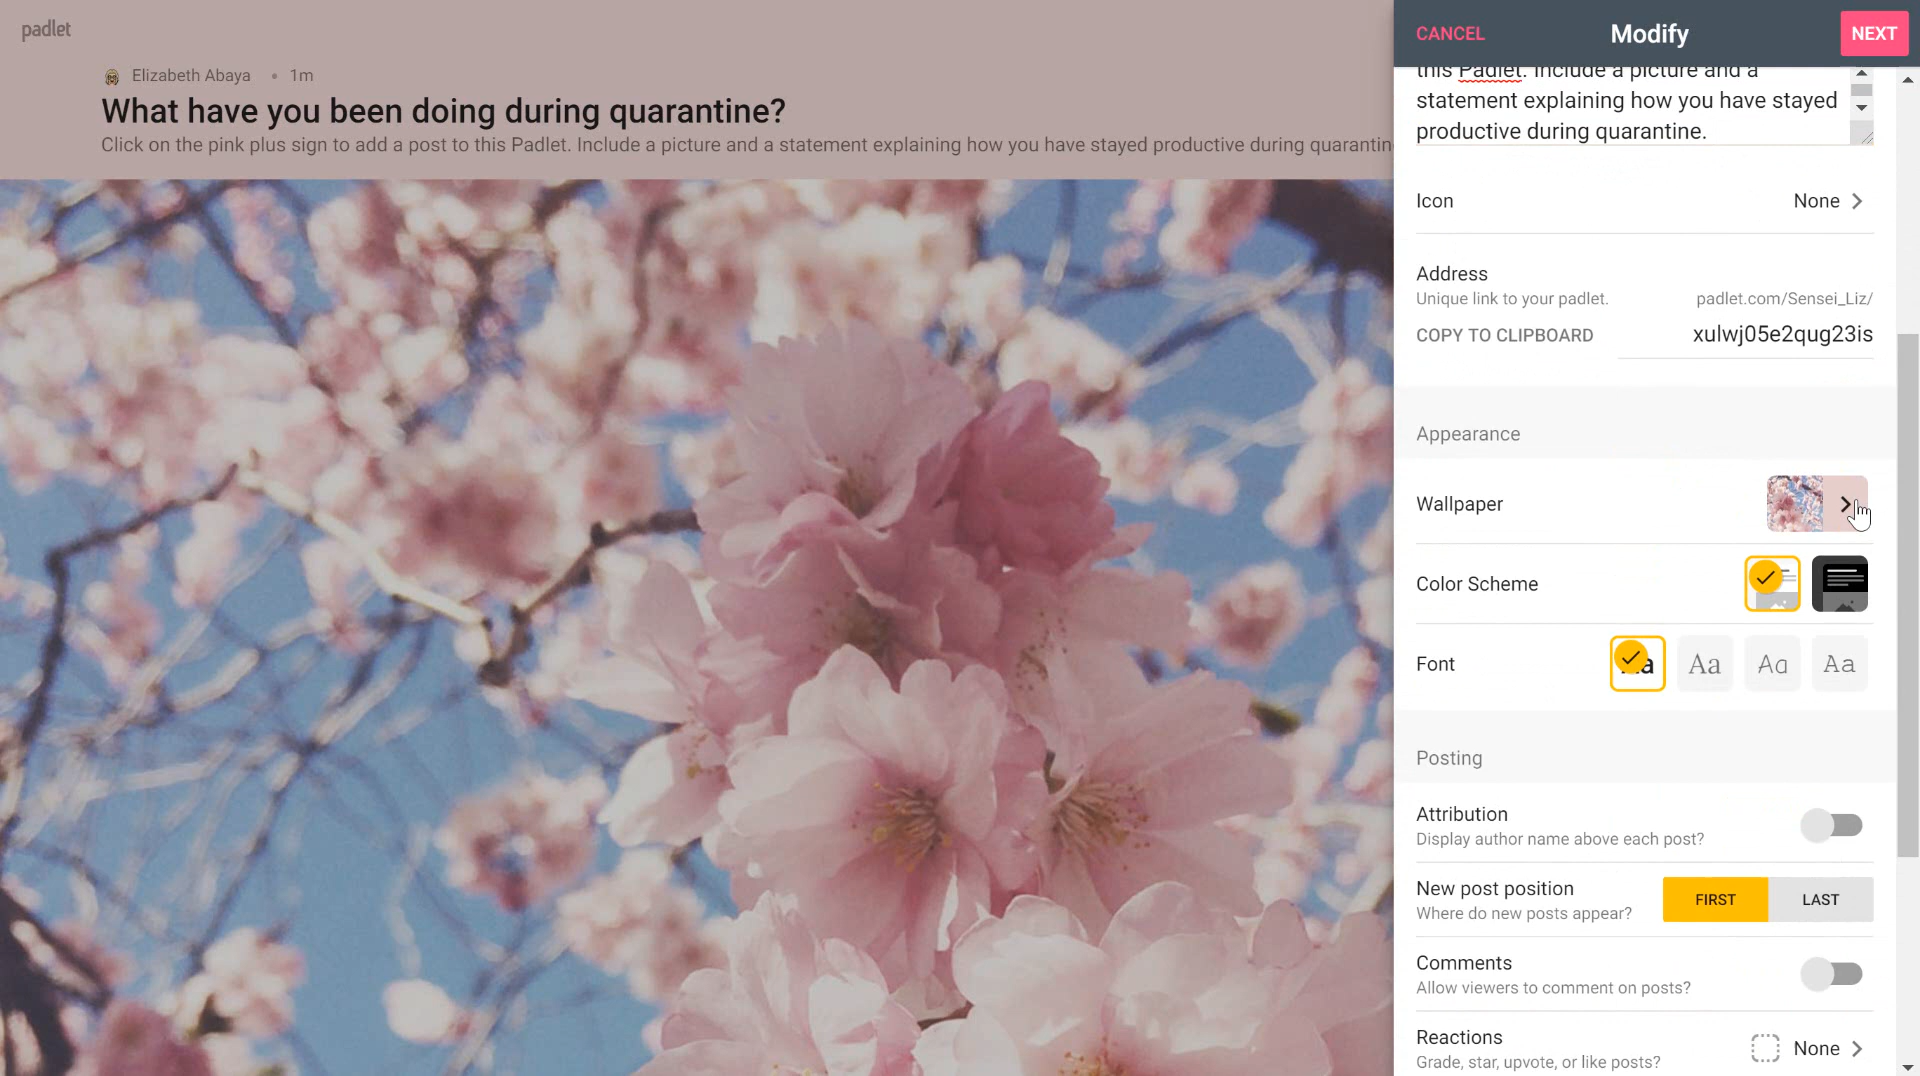 padlet
Elizabeth Abaya • 1m
What have you been doing during quarantine?
Click on the pink plus sign to add a post to this Padlet. Include a picture and a statement explaining how you have stayed productive during quarantin
CANCEL
Modify
NEXT
this Padlet. Include a picture and a
statement explaining how you have stayed
productive during quarantine.
Icon
None
Address
Unique link to your padlet.
padlet.com/Sensei_Liz/
COPY TO CLIPBOARD
xulwj05e2qug23is
Appearance
Wallpaper
Color Scheme
Font
Aa
Aa
Aa
Posting
Attribution
Display author name above each post?
New post position
Where do new posts appear?
FIRST
LAST
Comments
Allow viewers to comment on posts?
Reactions
Grade, star, upvote, or like posts?
None